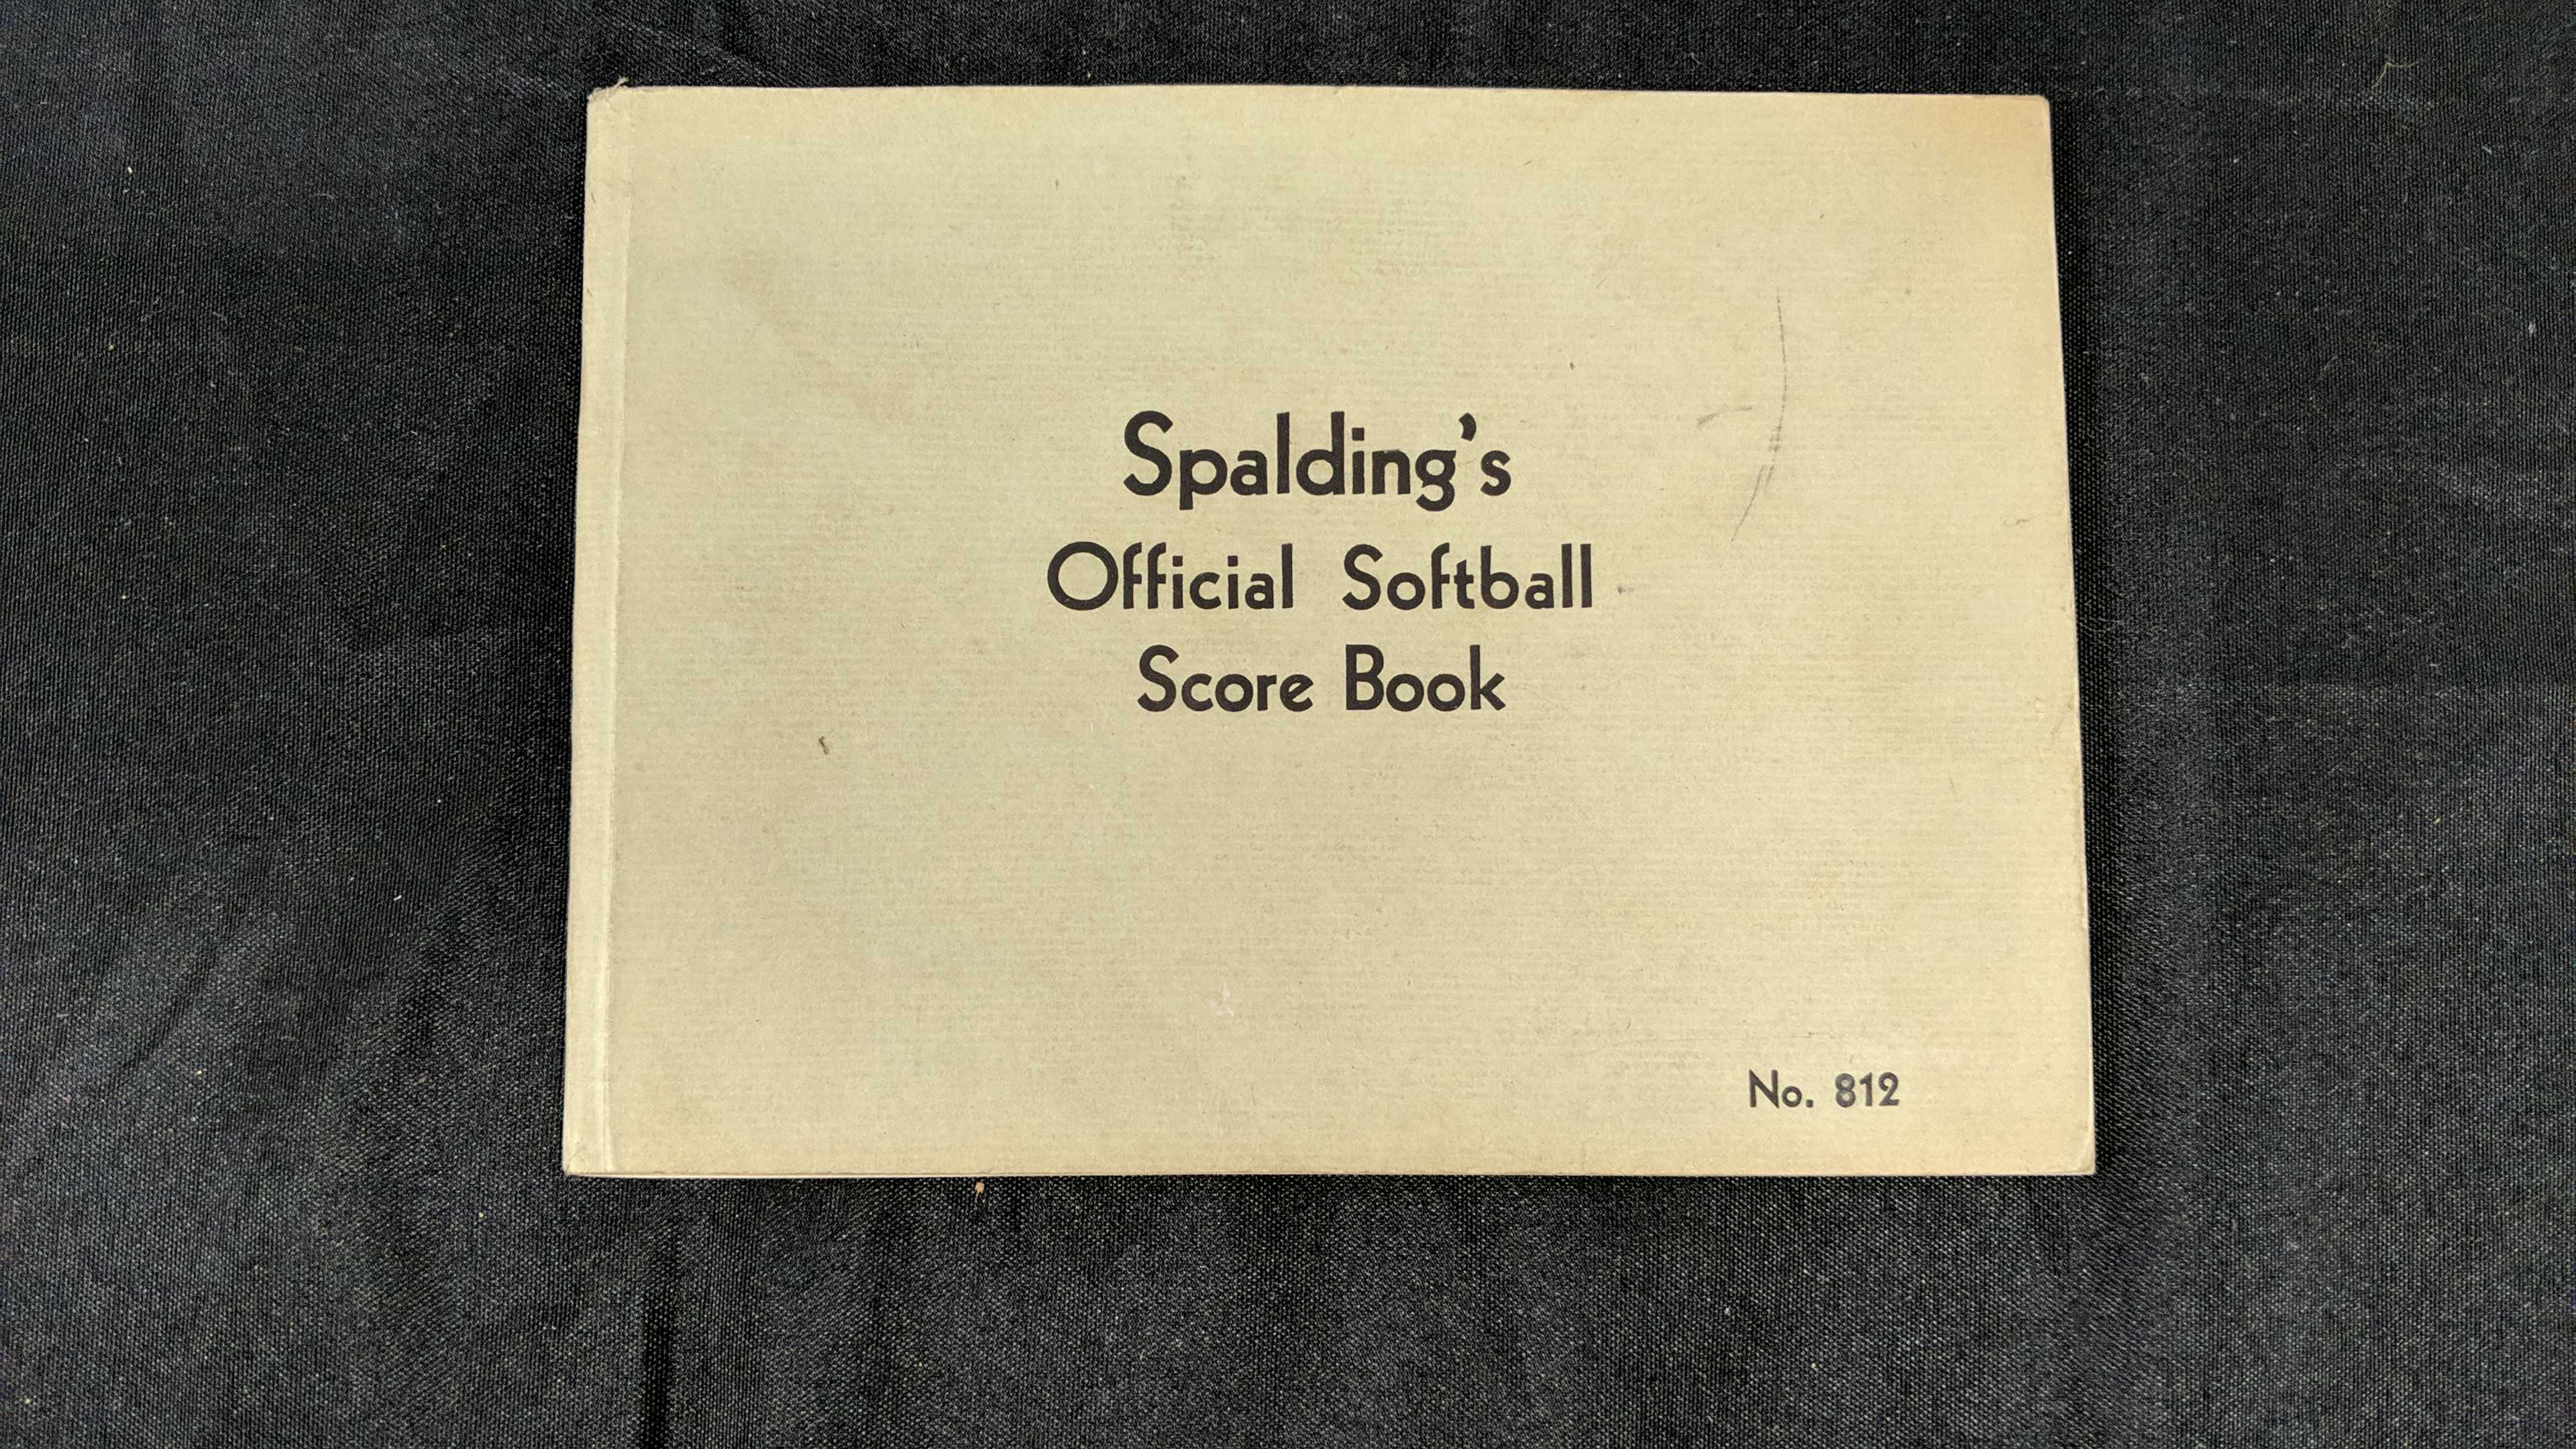 Spalding's
Official Softball
Score Book
No. 812